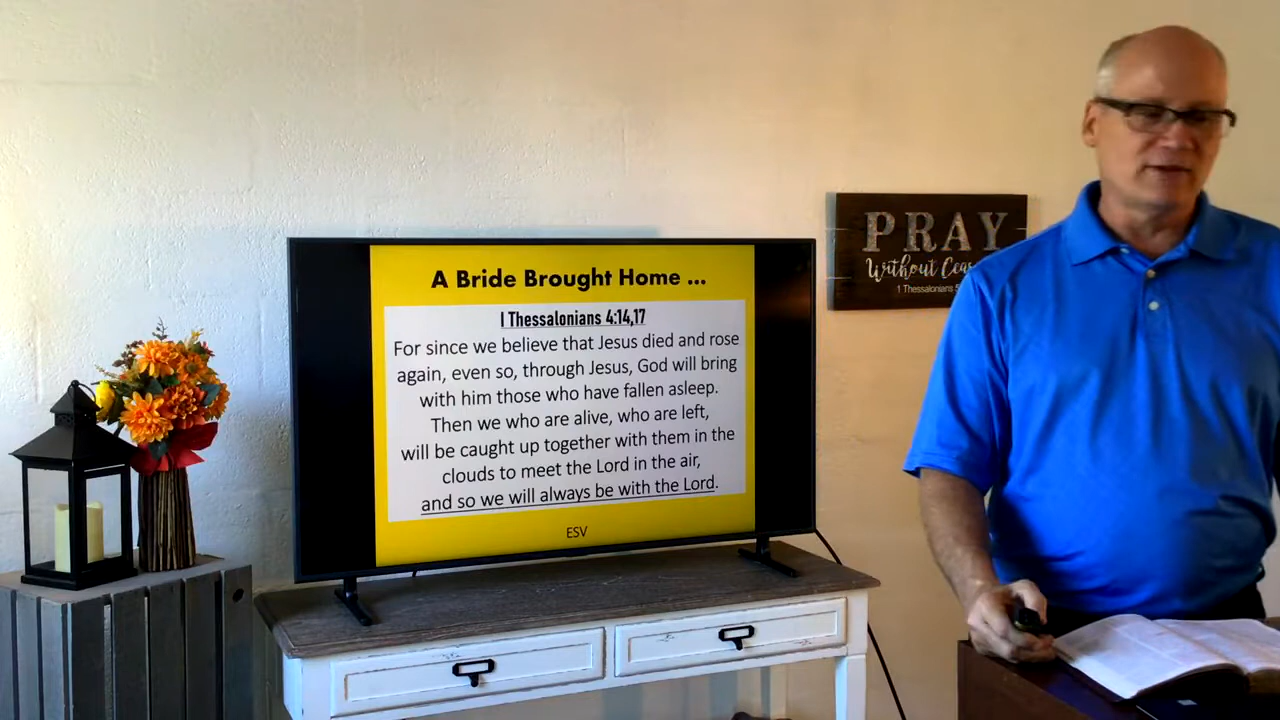 A Bride Brought Home ...
I Thessalonians 4:14,17
For since we believe that Jesus died and rose
again, even so, through Jesus, God will bring
with him those who have fallen asleep.
Then we who are alive, who are left,
will be caught up together with them in the
clouds to meet the Lord in the air,
and so we will always be with the Lord.
ESV
PRAY
Without
1 Thessalonians